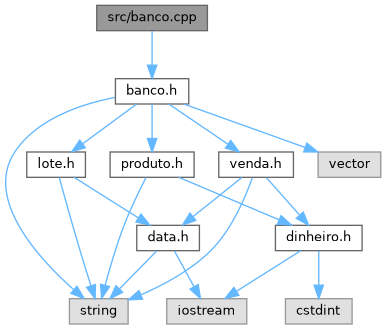 src/banco.cpp
banco.h
lote.h
produto.h
venda.h
vector
data.h
dinheiro.h
string
iostream
cstdint